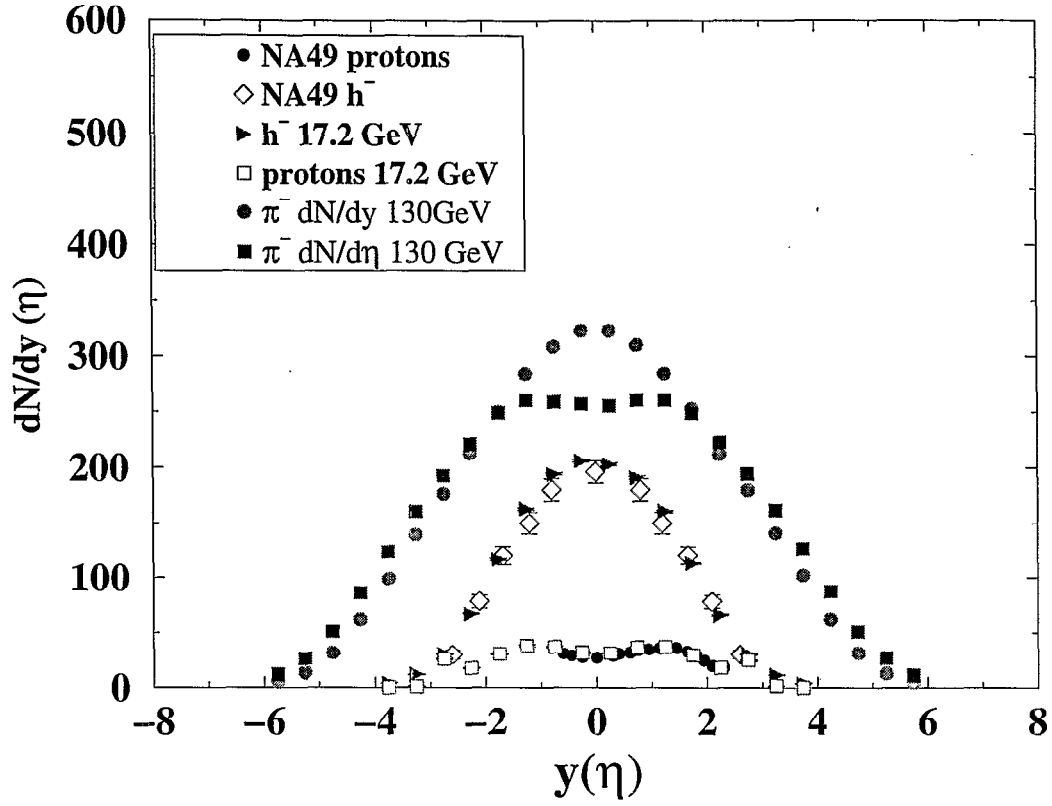 600
500
400
300
200
100
0
dN/dy (η)
NA49 protons
NA49 h⁻
h⁻ 17.2 GeV
protons 17.2 GeV
π⁻ dN/dy 130GeV
π⁻ dN/dη 130 GeV
−8 −6 −4 −2 0 2 4 6 8
y(η)